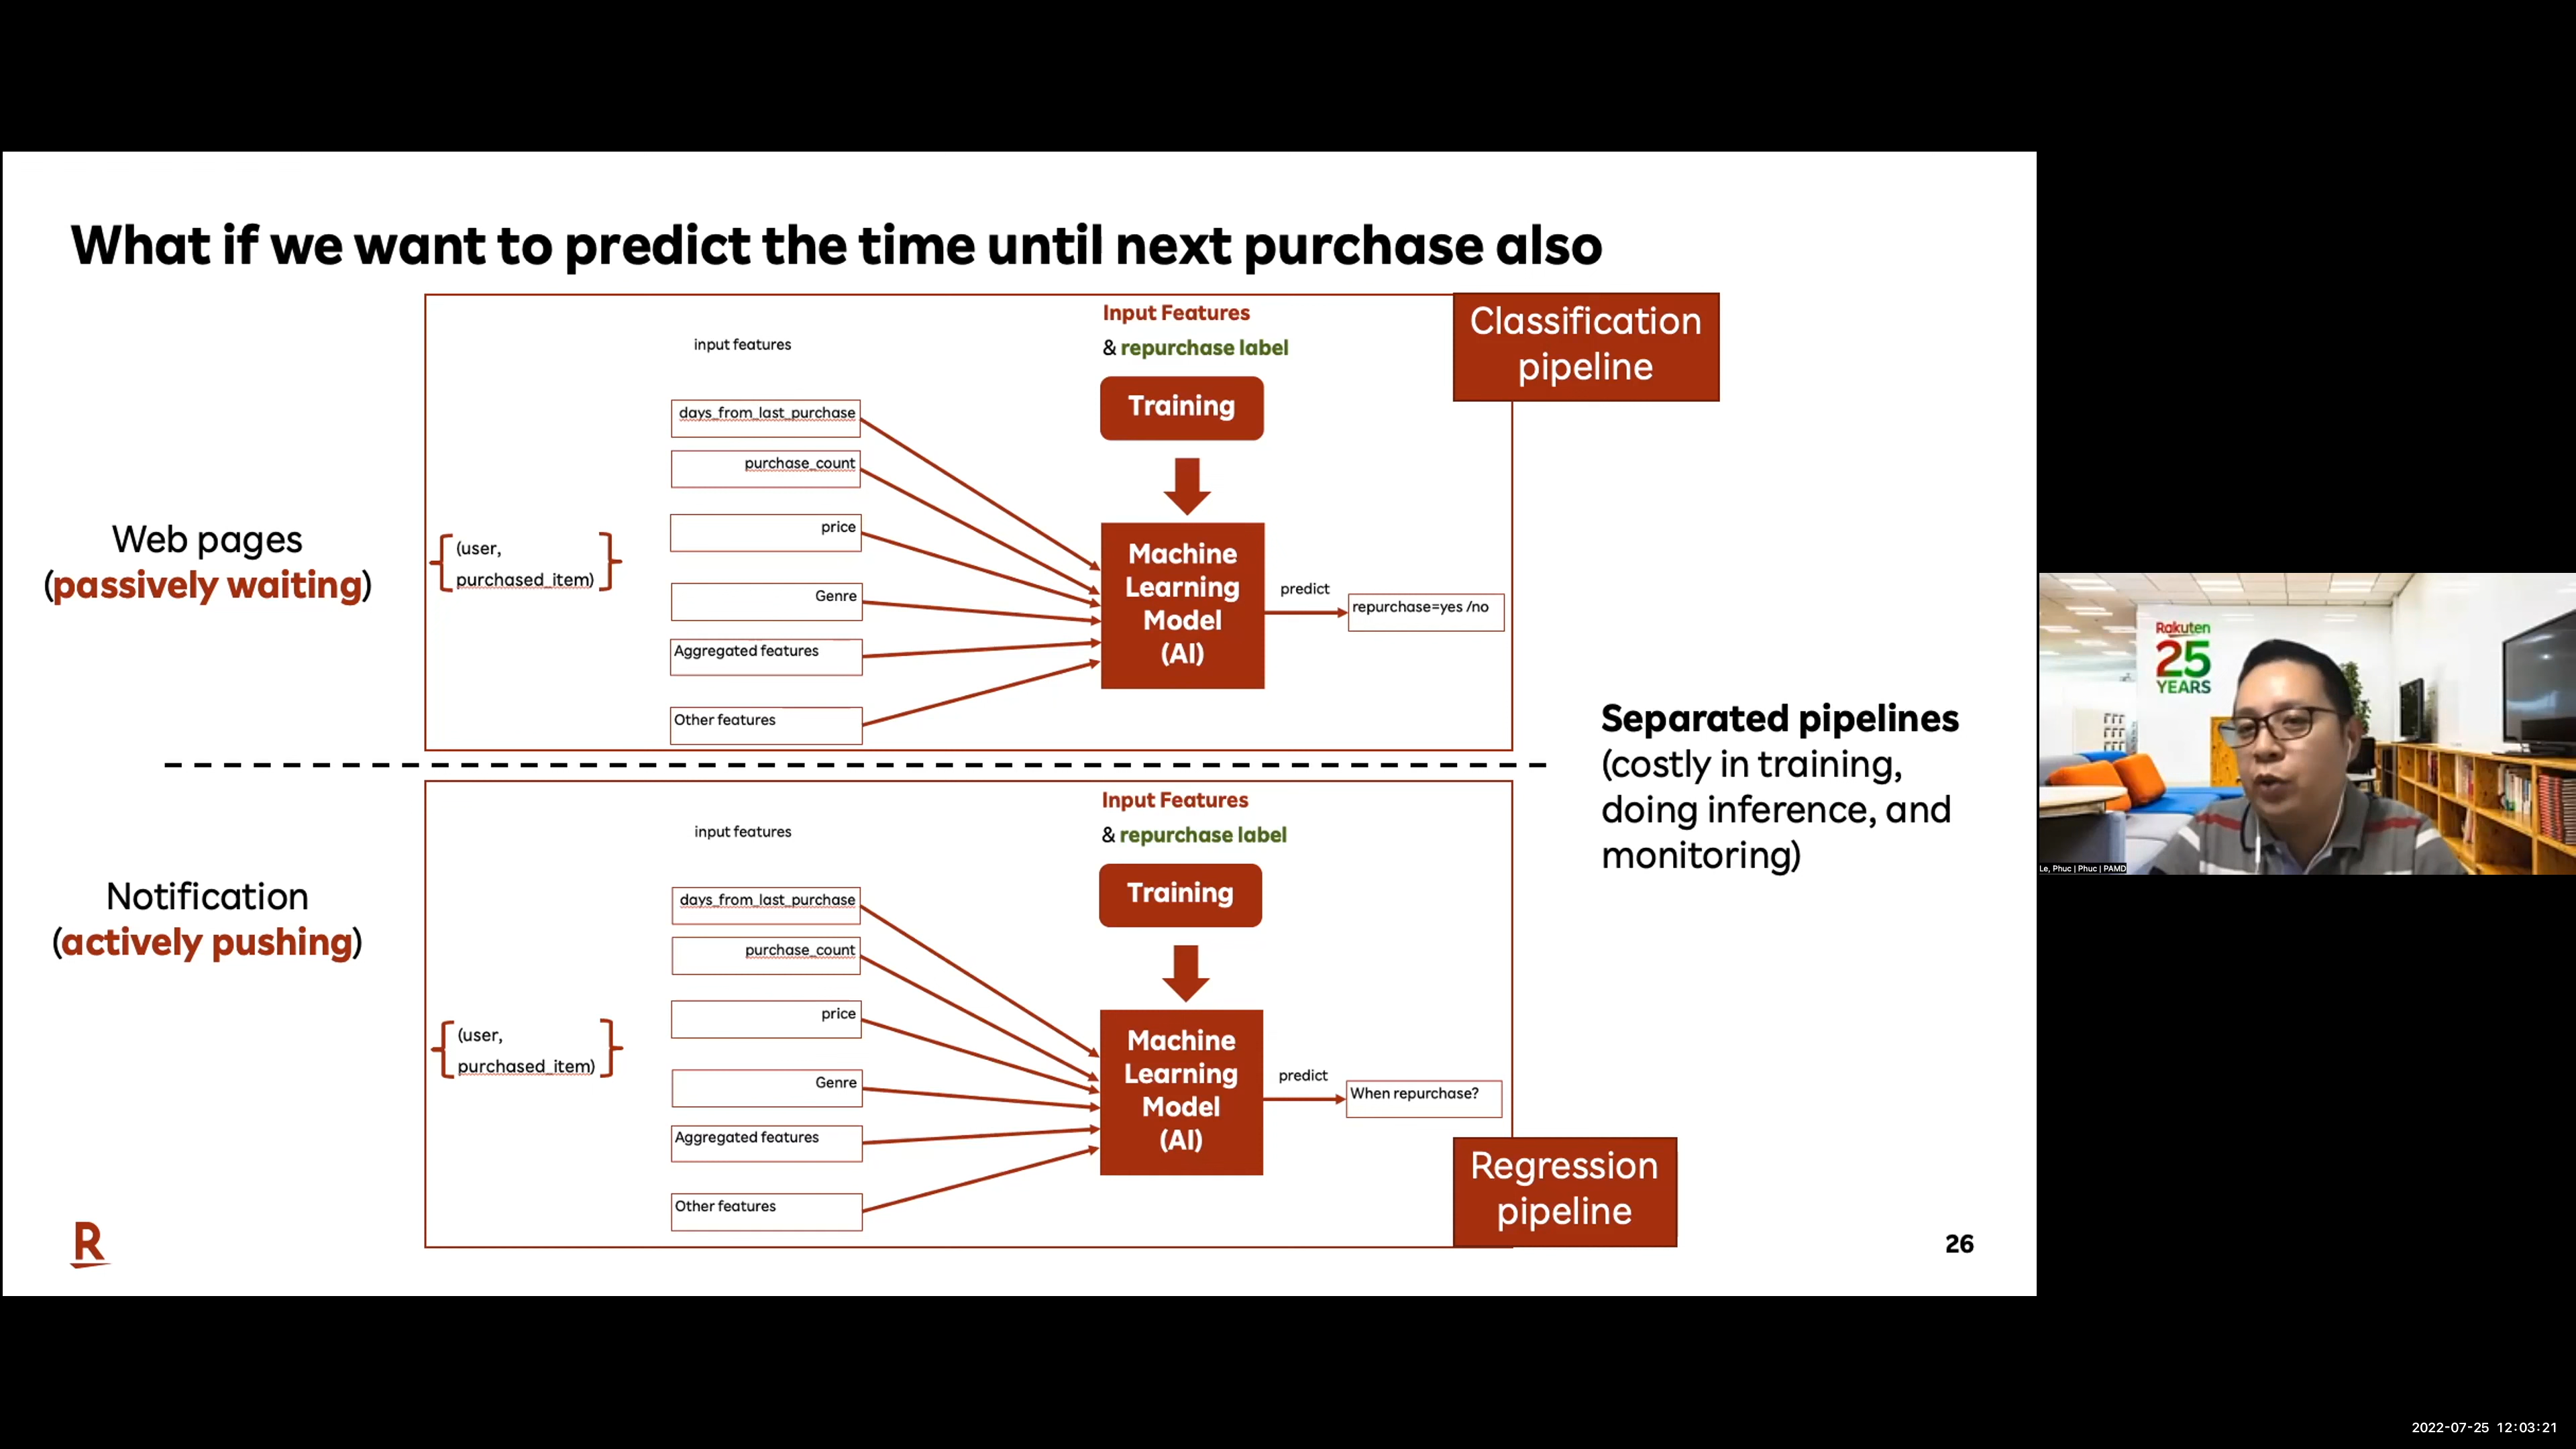 What if we want to predict the time until next purchase also
Classification
pipeline
Input Features
& repurchase label
input features
Training
days_from_last_purchase
purchase_count
price
Genre
Aggregated features
Other features
(user,
purchased_item)
Web pages
(passively waiting)
Machine
Learning
Model
(AI)
predict
repurchase=yes /no
Separated pipelines
(costly in training,
doing inference, and
monitoring)
Input Features
& repurchase label
input features
Training
days_from_last_purchase
purchase_count
price
Genre
Aggregated features
Other features
(user,
purchased_item)
Notification
(actively pushing)
Machine
Learning
Model
(AI)
predict
When repurchase?
Regression
pipeline
R
26
Rakuten
25
YEARS
Le, Phuc | Phuc | PAMD
2022-07-25 12:03:21